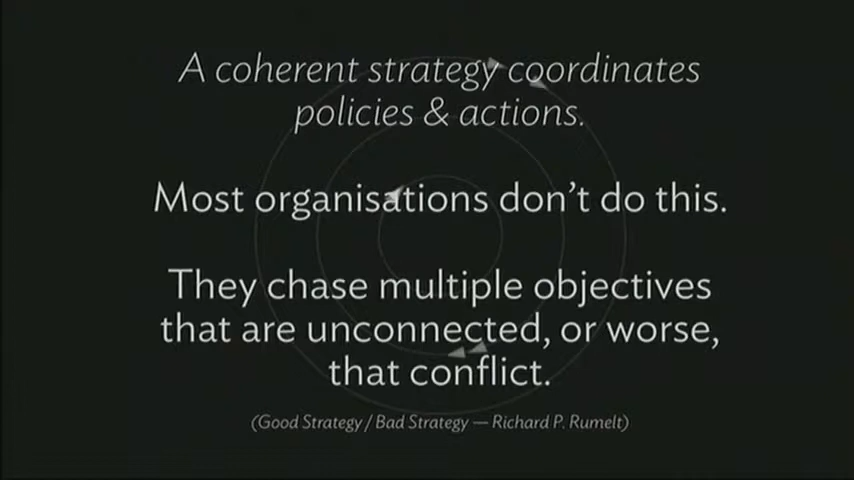 A coherent strategy coordinates
policies & actions.
Most organisations don’t do this.
They chase multiple objectives
that are unconnected, or worse,
that conflict.
(Good Strategy / Bad Strategy — Richard P. Rumelt)